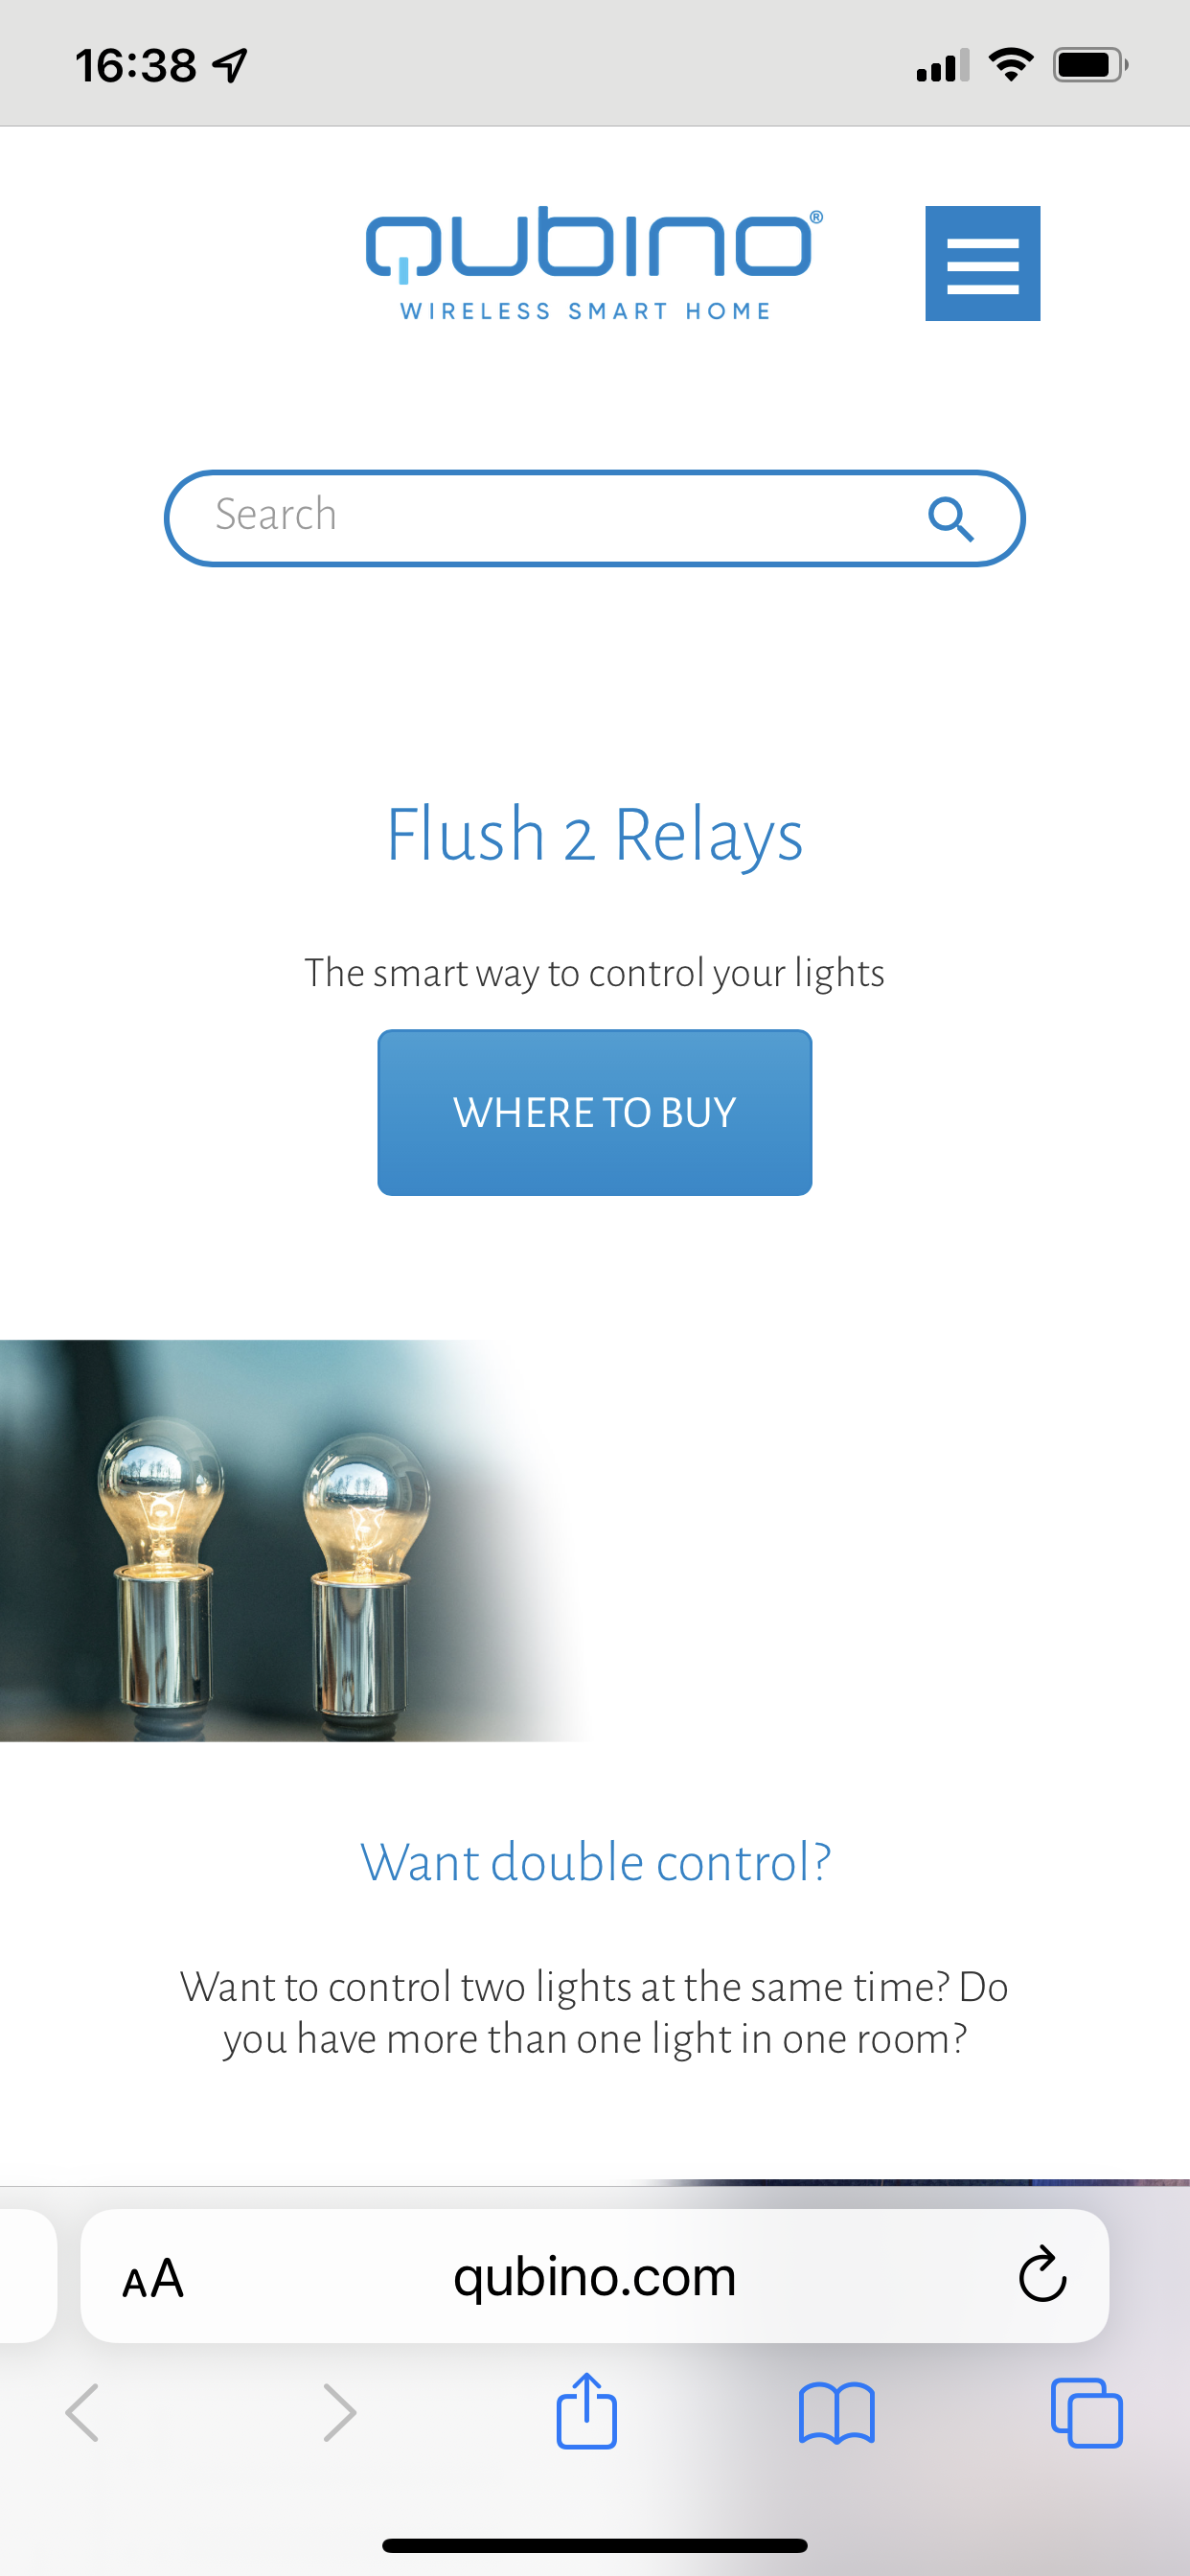 16:38
qubino®
WIRELESS SMART HOME
Search
Flush 2 Relays
The smart way to control your lights
WHERE TO BUY
Want double control?
Want to control two lights at the same time? Do
you have more than one light in one room?
AA
qubino.com